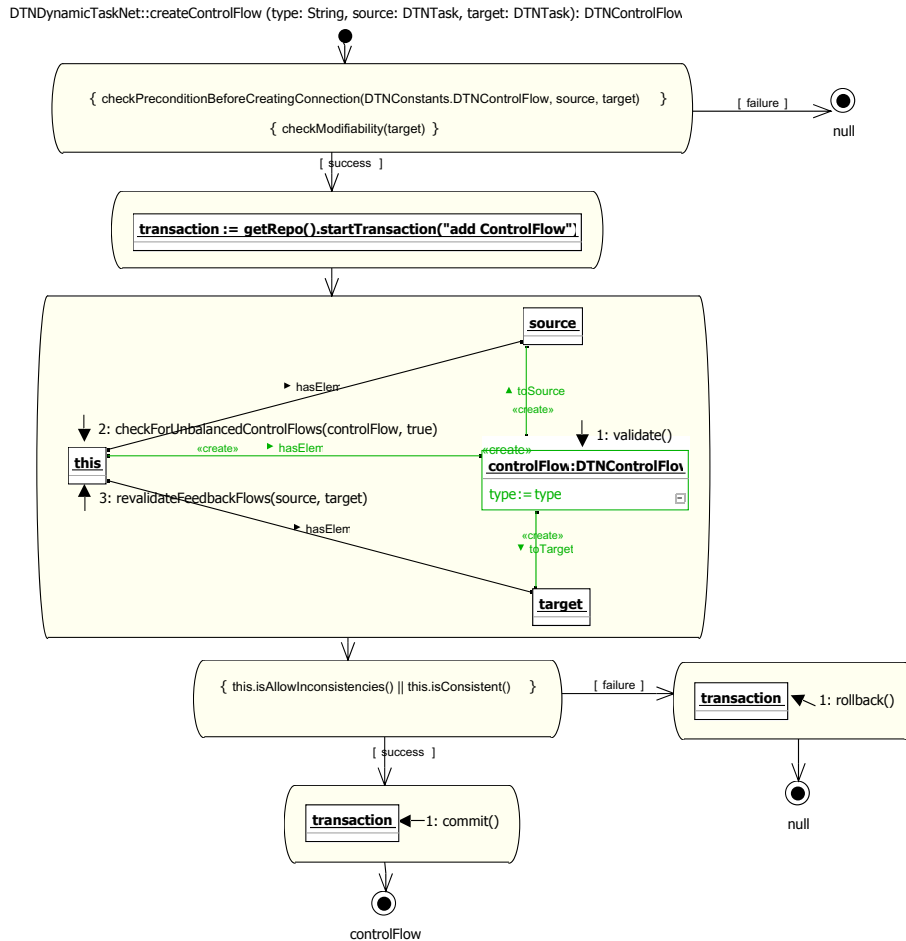 DTNDynamicTaskNet::createControlFlow (type: String, source: DTNTask, target: DTNTask): DTNControlFlow
{ checkPreconditionBeforeCreatingConnection(DTNConstants.DTNControlFlow, source, target) }
{ checkModifiability(target) }
[ failure ]
null
[ success ]
transaction := getRepo().startTransaction("add ControlFlow")
source
▶ hasElem
▲ toSource
«create»
2: checkForUnbalancedControlFlows(controlFlow, true)
1: validate()
«create»
▶ hasElem
«create»
this
controlFlow:DTNControlFlow
type:=type
3: revalidateFeedbackFlows(source, target)
▶ hasElem
«create»
▼ toTarget
target
{ this.isAllowInconsistencies() || this.isConsistent() }
[ failure ]
transaction
1: rollback()
[ success ]
null
transaction
1: commit()
controlFlow